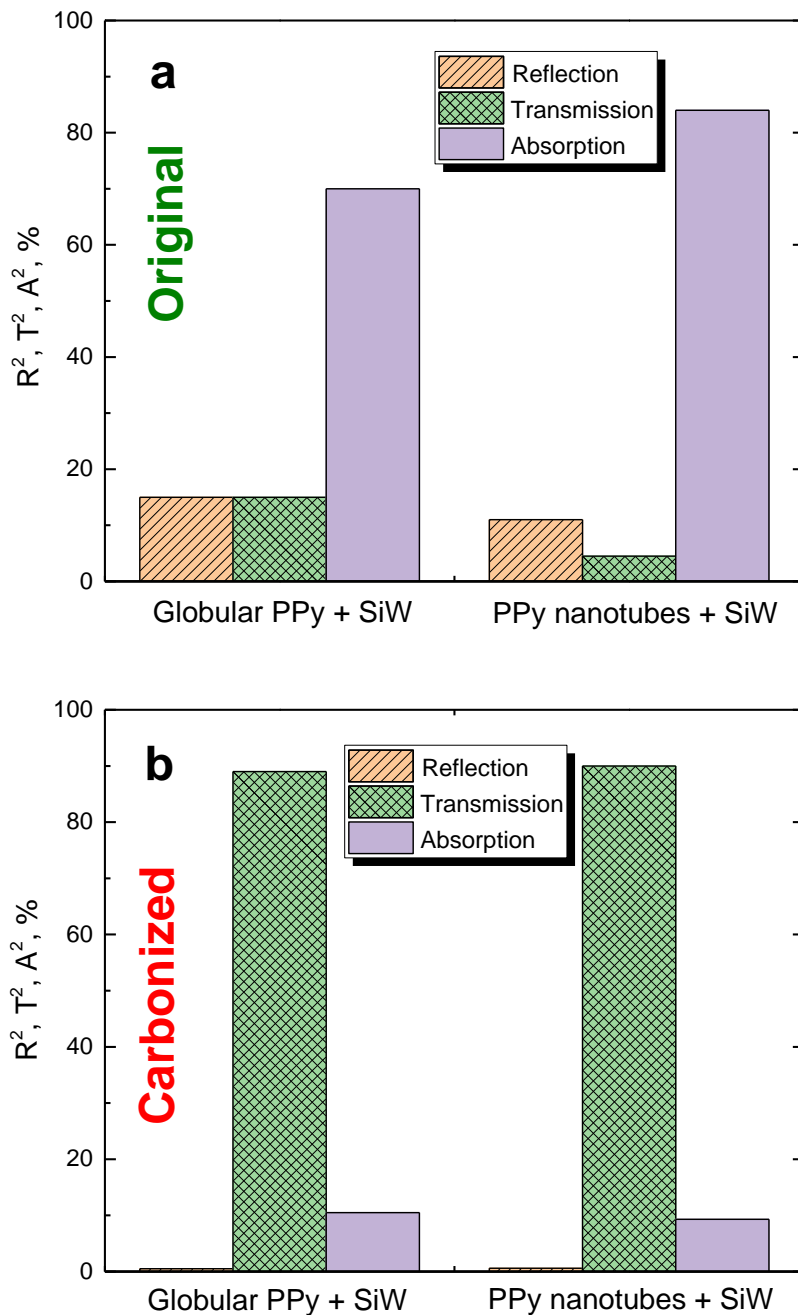 100
80
60
40
20
0
R², T², A², %
a
Original
Reflection
Transmission
Absorption
Globular PPy + SiW
PPy nanotubes + SiW
100
80
60
40
20
0
R², T², A², %
b
Carbonized
Reflection
Transmission
Absorption
Globular PPy + SiW
PPy nanotubes + SiW